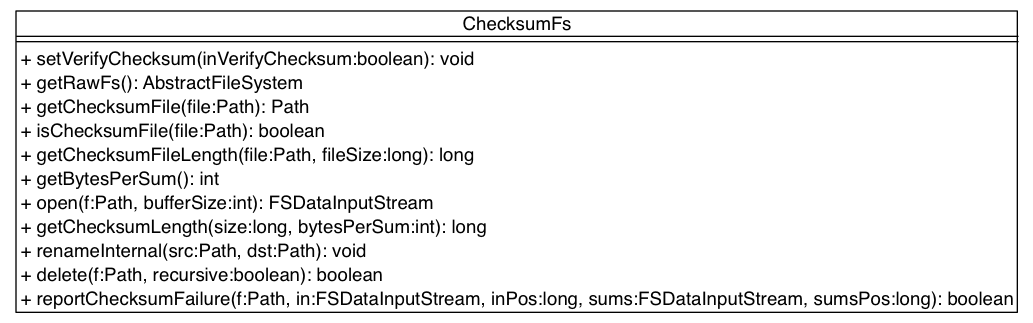 ChecksumFs
+ setVerifyChecksum(inVerifyChecksum:boolean): void
+ getRawFs(): AbstractFileSystem
+ getChecksumFile(file:Path): Path
+ isChecksumFile(file:Path): boolean
+ getChecksumFileLength(file:Path, fileSize:long): long
+ getBytesPerSum(): int
+ open(f:Path, bufferSize:int): FSDataInputStream
+ getChecksumLength(size:long, bytesPerSum:int): long
+ renameInternal(src:Path, dst:Path): void
+ delete(f:Path, recursive:boolean): boolean
+ reportChecksumFailure(f:Path, in:FSDataInputStream, inPos:long, sums:FSDataInputStream, sumsPos:long): boolean